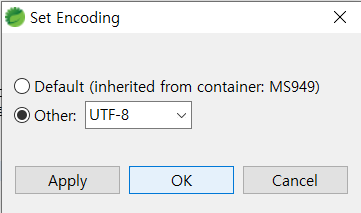 Set Encoding
Default (inherited from container: MS949)
Other: UTF-8
Apply OK Cancel